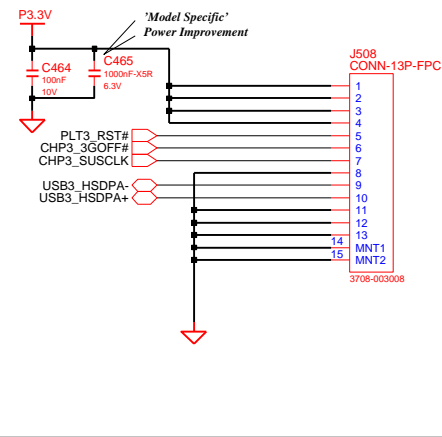 P3.3V
'Model Specific'
Power Improvement
C464
100nF
10V
C465
1000nF-X5R
6.3V
J508
CONN-13P-FPC
1
2
3
4
PLT3_RST# 5
CHP3_3GOFF# 6
CHP3_SUSCLK 7
8
USB3_HSDPA- 9
USB3_HSDPA+ 10
11
12
13
14 MNT1
15 MNT2
3708-003008